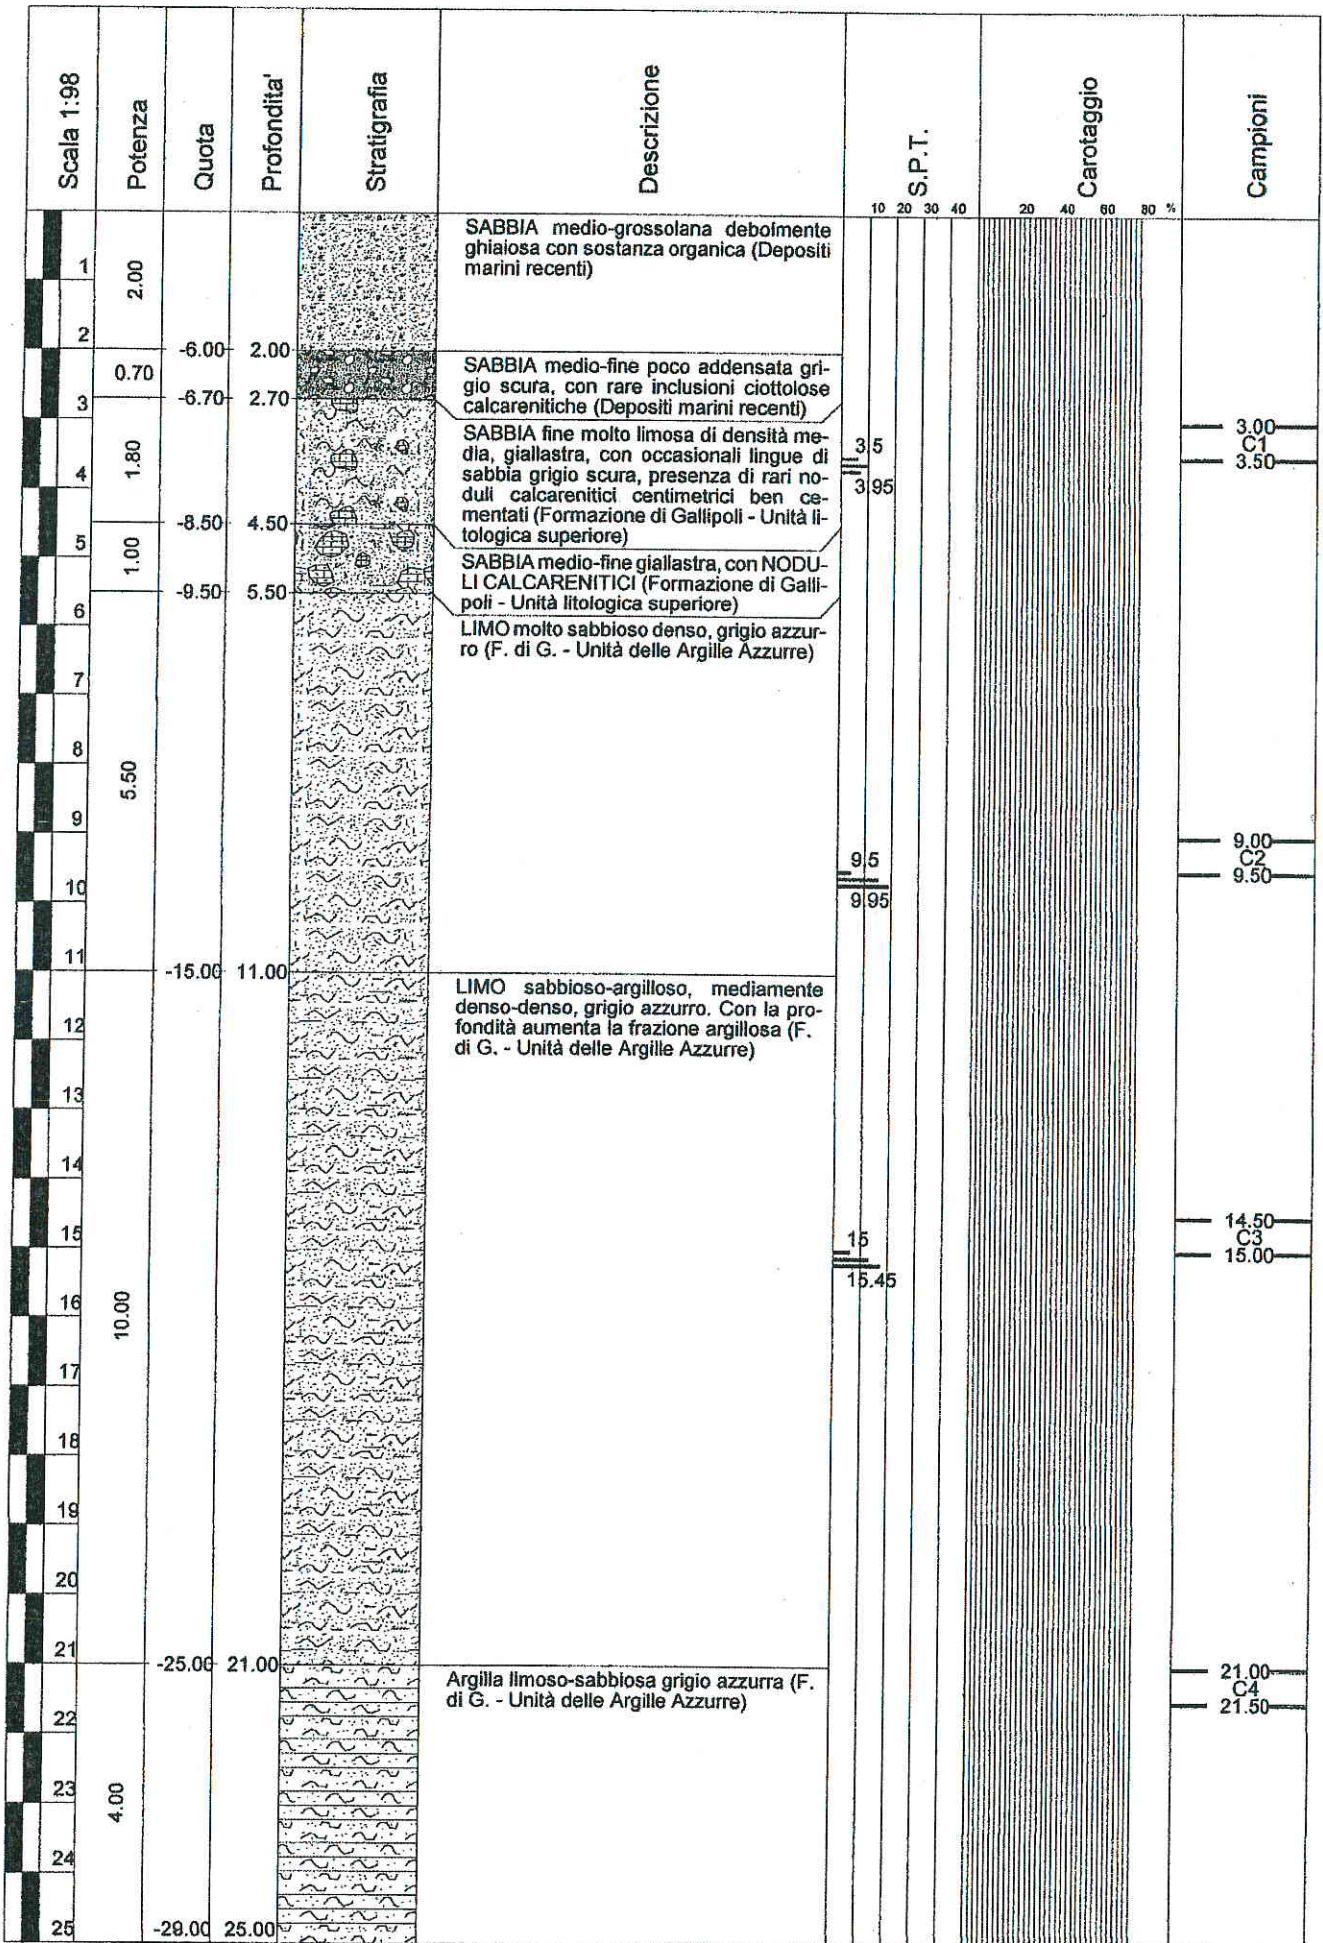 Scala 1:98
Potenza
Quota
Profondita'
Stratigrafia
Descrizione
S.P.T.
Carotaggio
Campioni
10 20 30 40
20 40 60 80 %
SABBIA medio-grossolana debolmente
ghiaiosa con sostanza organica (Depositi
marini recenti)
1
2.00
2
-6.00 2.00
SABBIA medio-fine poco addensata gri-
gio scura, con rare inclusioni ciottolose
calcarenitiche (Depositi marini recenti)
0.70
-6.70 2.70
3
SABBIA fine molto limosa di densità me-
dia, giallastra, con occasionali lingue di
sabbia grigio scura, presenza di rari no-
duli calcarenitici centimetrici ben ce-
mentati (Formazione di Gallipoli - Unità li-
tologica superiore)
3.00
C1
3.50
3.5
3.95
1.80
4
-8.50 4.50
5
SABBIA medio-fine giallastra, con NODU-
LI CALCARENITICI (Formazione di Galli-
poli - Unità litologica superiore)
1.00
-9.50 5.50
6
LIMO molto sabbioso denso, grigio azzur-
ro (F. di G. - Unità delle Argille Azzurre)
7
8
5.50
9
9.00
C2
9.50
9.5
9.95
10
11
-15.00 11.00
LIMO sabbioso-argilloso, mediamente
denso-denso, grigio azzurro. Con la pro-
fondità aumenta la frazione argillosa (F.
di G. - Unità delle Argille Azzurre)
12
13
14
14.50
C3
15.00
15
15
15.45
16
10.00
17
18
19
20
21
-25.00 21.00
Argilla limoso-sabbiosa grigio azzurra (F.
di G. - Unità delle Argille Azzurre)
21.00
C4
21.50
22
23
4.00
24
25
-29.00 25.00